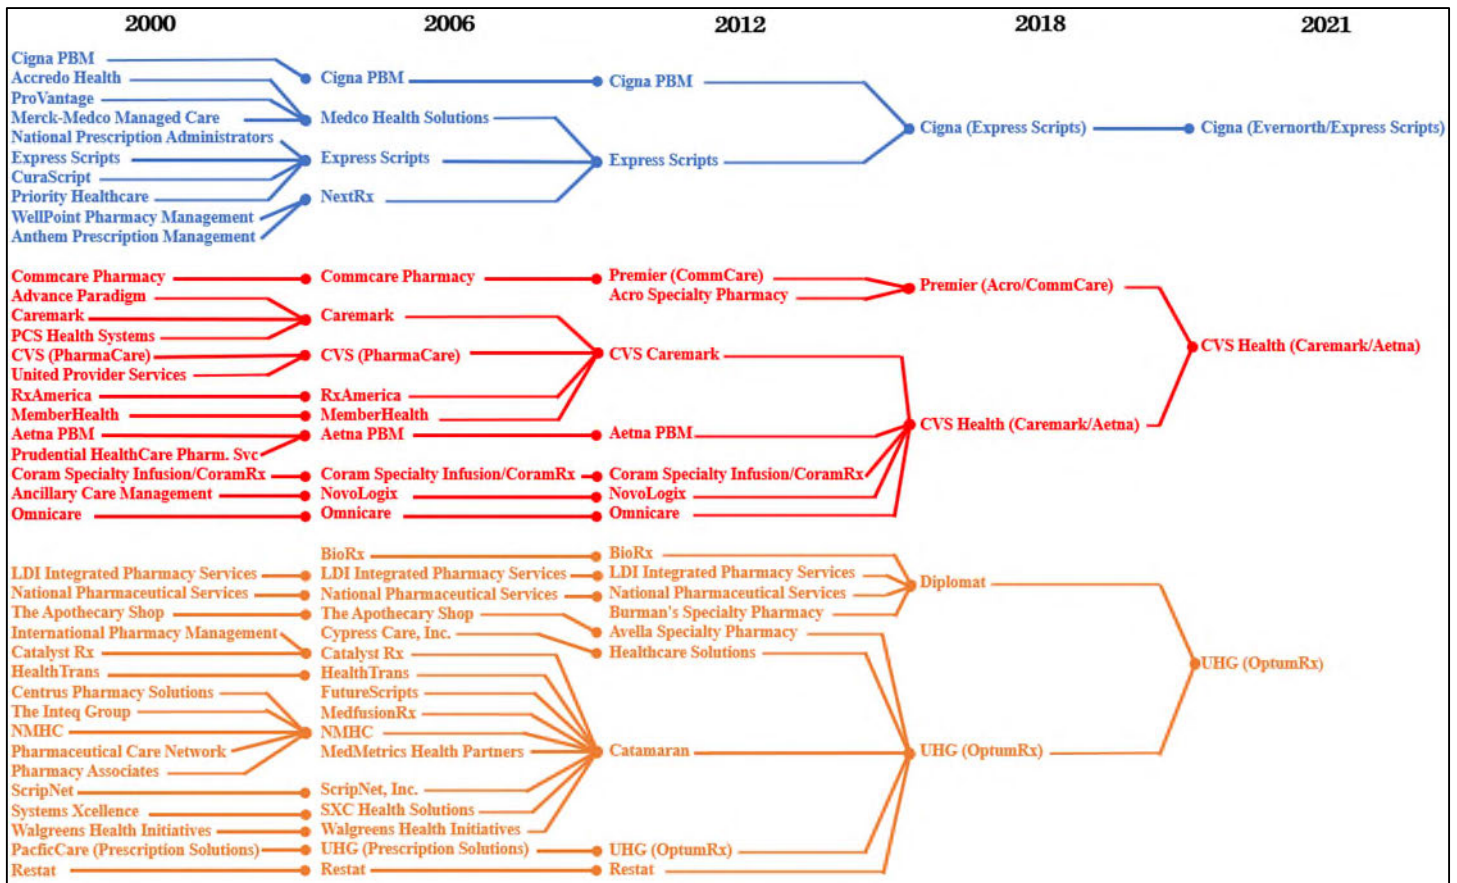 2000 2006 2012 2018 2021
Cigna PBM
Accredo Health
ProVantage
Merck-Medco Managed Care
National Prescription Administrators
Express Scripts
CuraScript
Priority Healthcare
WellPoint Pharmacy Management
Anthem Prescription Management
Cigna PBM
Medco Health Solutions
Express Scripts
NextRx
Cigna PBM
Express Scripts
Cigna (Express Scripts)
Cigna (Evernorth/Express Scripts)
Commcare Pharmacy
Advance Paradigm
Caremark
PCS Health Systems
CVS (PharmaCare)
United Provider Services
RxAmerica
MemberHealth
Aetna PBM
Prudential HealthCare Pharm. Svc
Coram Specialty Infusion/CoramRx
Ancillary Care Management
Omnicare
Commcare Pharmacy
Caremark
CVS (PharmaCare)
RxAmerica
MemberHealth
Aetna PBM
Coram Specialty Infusion/CoramRx
NovoLogix
Omnicare
Premier (CommCare)
Acro Specialty Pharmacy
CVS Caremark
Aetna PBM
Coram Specialty Infusion/CoramRx
NovoLogix
Omnicare
Premier (Acro/CommCare)
CVS Health (Caremark/Aetna)
CVS Health (Caremark/Aetna)
LDI Integrated Pharmacy Services
National Pharmaceutical Services
The Apothecary Shop
International Pharmacy Management
Catalyst Rx
HealthTrans
Centrus Pharmacy Solutions
The Inteq Group
NMHC
Pharmaceutical Care Network
Pharmacy Associates
ScripNet
Systems Xcellence
Walgreens Health Initiatives
PacficCare (Prescription Solutions)
Restat
BioRx
LDI Integrated Pharmacy Services
National Pharmaceutical Services
The Apothecary Shop
Cypress Care, Inc.
Catalyst Rx
HealthTrans
FutureScripts
MedfusionRx
NMHC
MedMetrics Health Partners
ScripNet, Inc.
SXC Health Solutions
Walgreens Health Initiatives
UHG (Prescription Solutions)
Restat
BioRx
LDI Integrated Pharmacy Services
National Pharmaceutical Services
Burman's Specialty Pharmacy
Avella Specialty Pharmacy
Healthcare Solutions
Catamaran
UHG (OptumRx)
Restat
Diplomat
UHG (OptumRx)
UHG (OptumRx)